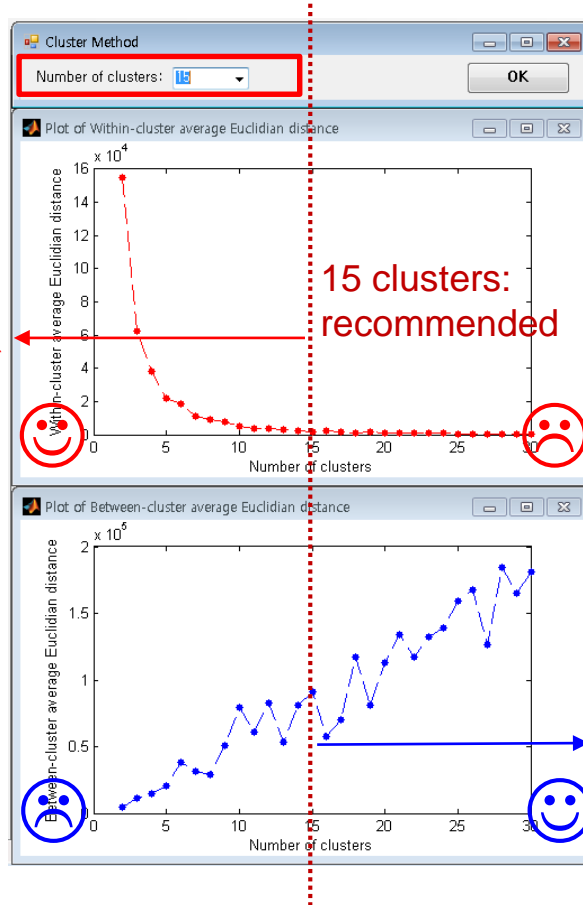 Cluster Method
Number of clusters: 15
OK
Plot of Within-cluster average Euclidian distance
x 10^4
Within-cluster average Euclidian distance
16
14
12
10
8
6
4
2
0
0 5 10 15 20 25 30
Number of clusters
15 clusters:
recommended
Plot of Between-cluster average Euclidian distance
x 10^5
Between-cluster average Euclidian distance
2
1.5
1
0.5
0
0 5 10 15 20 25 30
Number of clusters